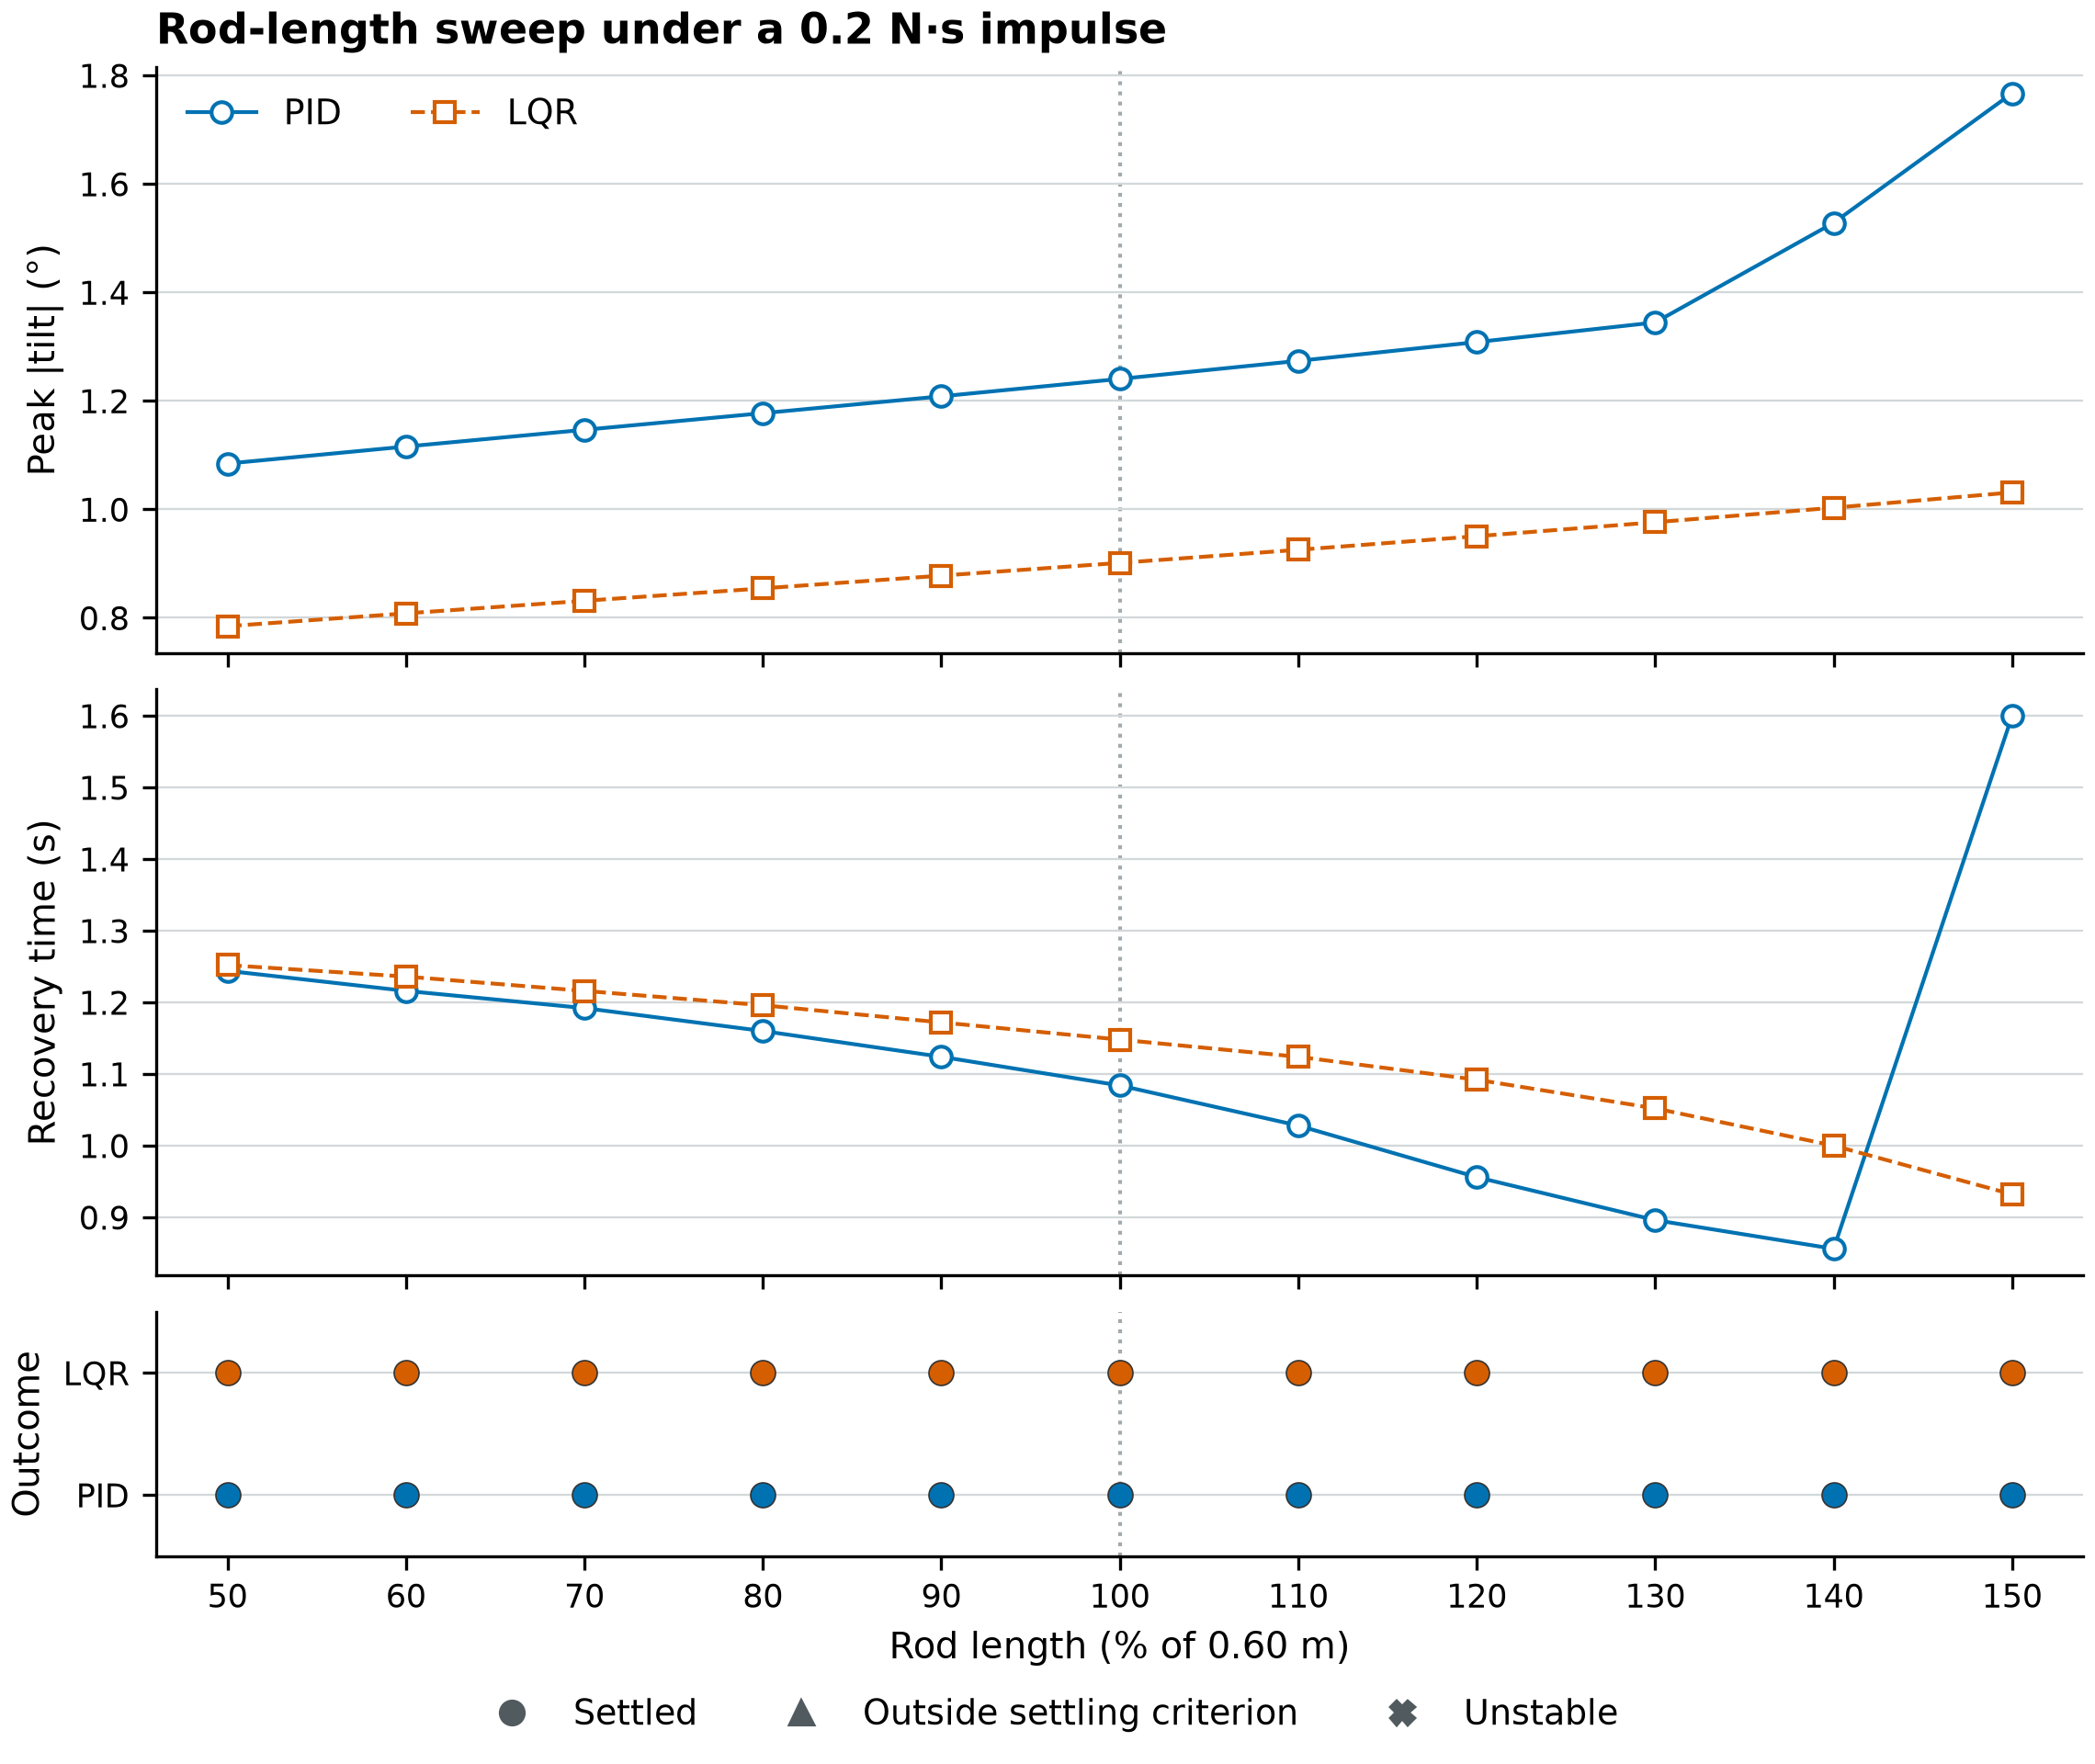 Rod-length sweep under a 0.2 N·s impulse
PID
LQR
Peak |tilt| (°)
1.8
1.6
1.4
1.2
1.0
0.8
Recovery time (s)
1.6
1.5
1.4
1.3
1.2
1.1
1.0
0.9
Outcome
LQR
PID
50 60 70 80 90 100 110 120 130 140 150
Rod length (% of 0.60 m)
Settled
Outside settling criterion
Unstable